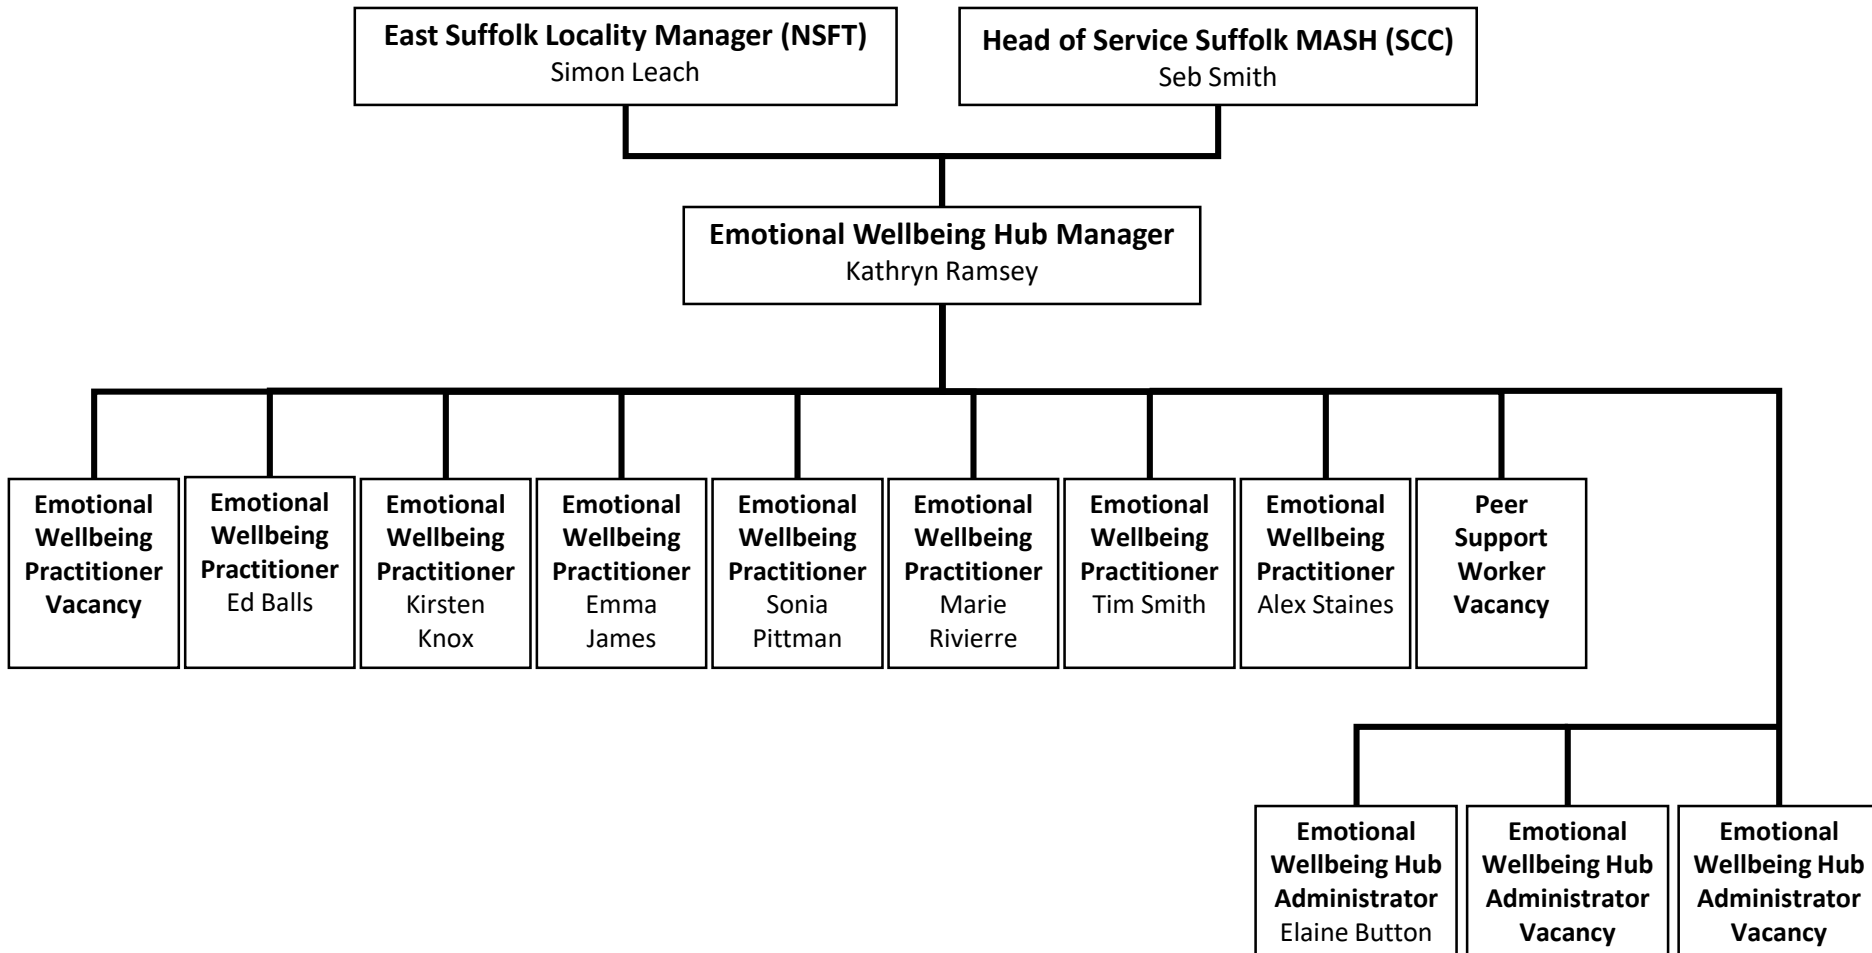 East Suffolk Locality Manager (NSFT)
Simon Leach
Head of Service Suffolk MASH (SCC)
Seb Smith
Emotional Wellbeing Hub Manager
Kathryn Ramsey
Emotional
Wellbeing
Practitioner
Vacancy
Emotional
Wellbeing
Practitioner
Ed Balls
Emotional
Wellbeing
Practitioner
Kirsten
Knox
Emotional
Wellbeing
Practitioner
Emma
James
Emotional
Wellbeing
Practitioner
Sonia
Pittman
Emotional
Wellbeing
Practitioner
Marie
Rivierre
Emotional
Wellbeing
Practitioner
Tim Smith
Emotional
Wellbeing
Practitioner
Alex Staines
Peer
Support
Worker
Vacancy
Emotional
Wellbeing Hub
Administrator
Elaine Button
Emotional
Wellbeing Hub
Administrator
Vacancy
Emotional
Wellbeing Hub
Administrator
Vacancy